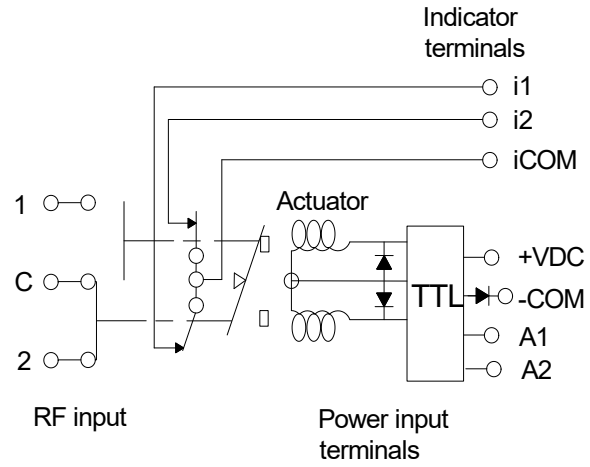 Indicator
terminals
i1
i2
iCOM
1
Actuator
+VDC
C
TTL
-COM
A1
2
A2
RF input
Power input
terminals